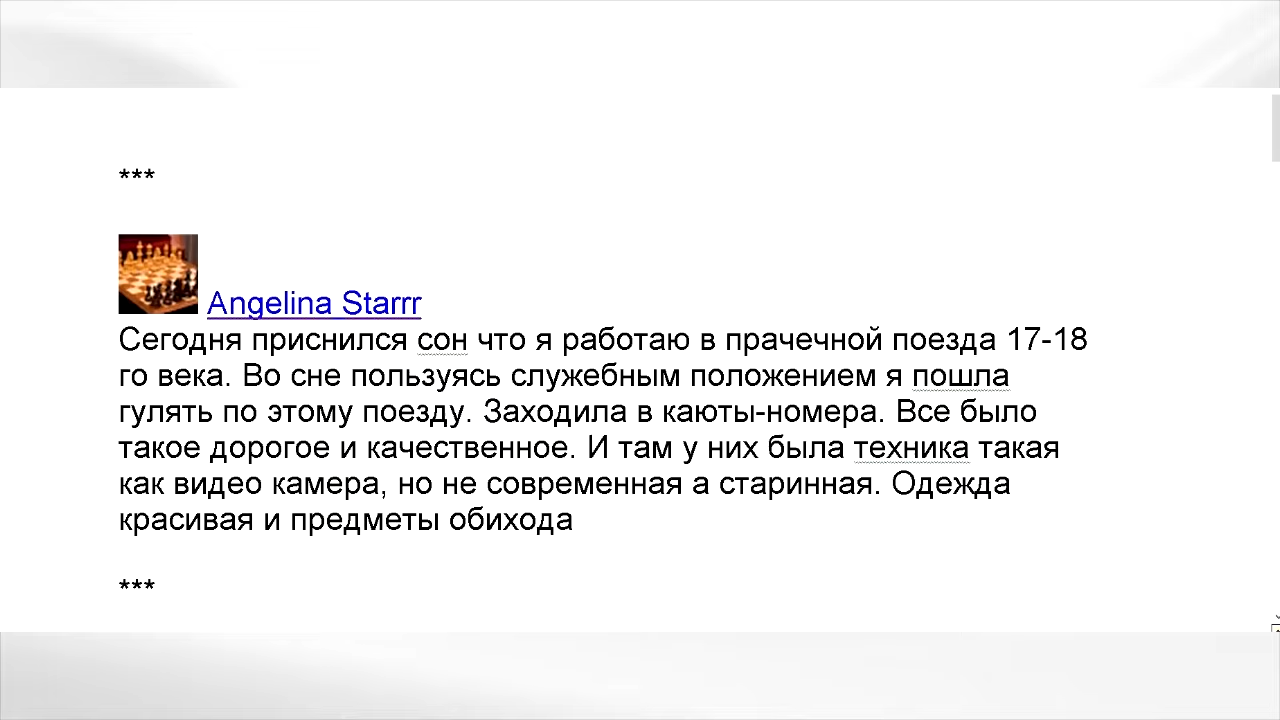 ***
Angelina Starrr
Сегодня приснился сон что я работаю в прачечной поезда 17-18
го века. Во сне пользуясь служебным положением я пошла
гулять по этому поезду. Заходила в каюты-номера. Все было
такое дорогое и качественное. И там у них была техника такая
как видео камера, но не современная а старинная. Одежда
красивая и предметы обихода
***